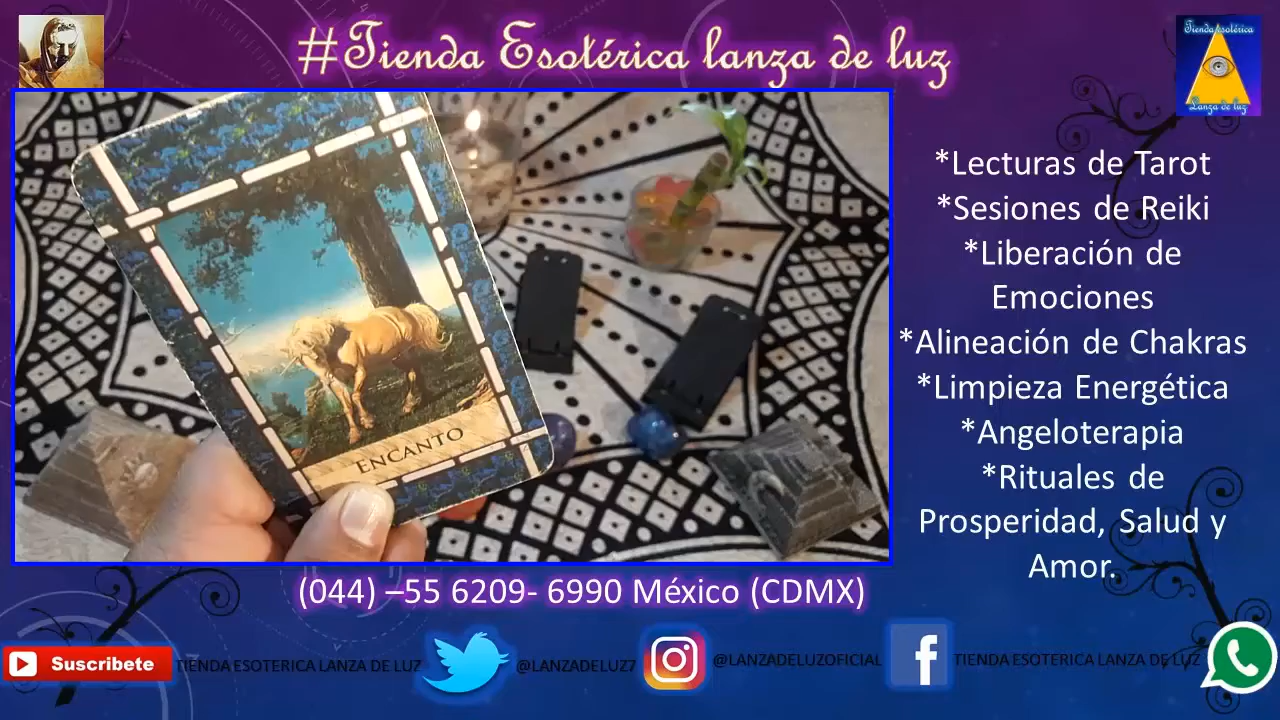 #Tienda Esotérica lanza de luz
Tienda Esotérica
Lanza de luz
ENCANTO
*Lecturas de Tarot
*Sesiones de Reiki
*Liberación de
Emociones
*Alineación de Chakras
*Limpieza Energética
*Angeloterapia
*Rituales de
Prosperidad, Salud y
Amor.
(044) –55 6209- 6990 México (CDMX)
Suscribete TIENDA ESOTERICA LANZA DE LUZ @LANZADELUZ7 @LANZADELUZOFICIAL TIENDA ESOTERICA LANZA DE LUZ